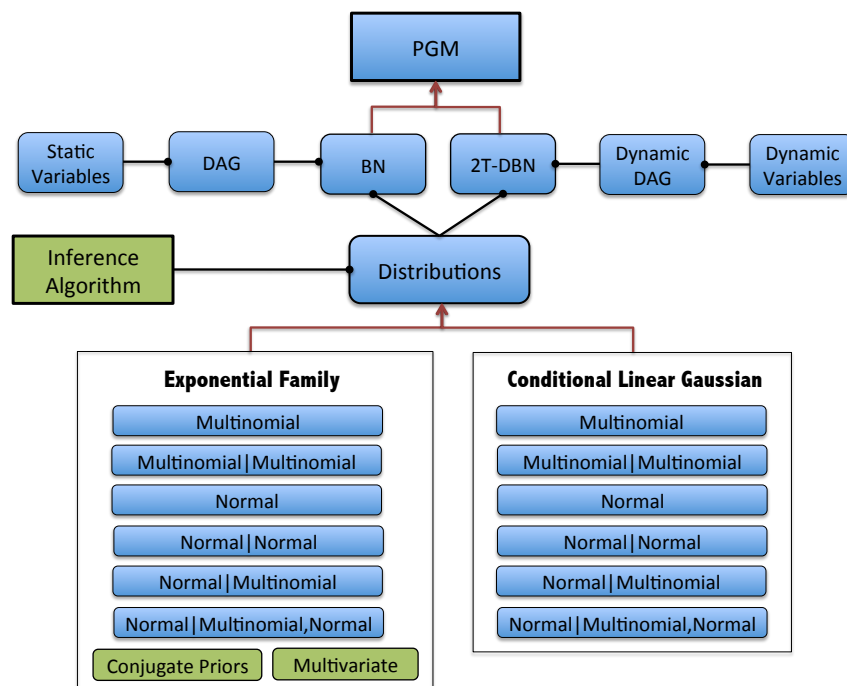 PGM
Static
Variables
DAG
BN
2T-DBN
Dynamic
DAG
Dynamic
Variables
Inference
Algorithm
Distributions
Exponential Family
Multinomial
Multinomial|Multinomial
Normal
Normal|Normal
Normal|Multinomial
Normal|Multinomial,Normal
Conjugate Priors
Multivariate
Conditional Linear Gaussian
Multinomial
Multinomial|Multinomial
Normal
Normal|Normal
Normal|Multinomial
Normal|Multinomial,Normal